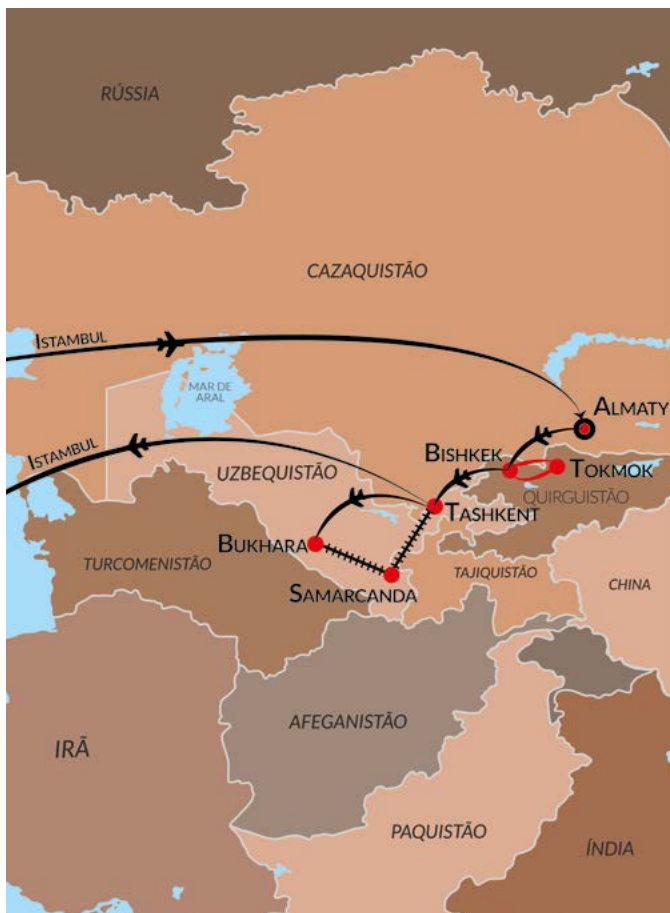 RÚSSIA
CAZAQUISTÃO
ISTAMBUL
MAR DE
ARAL
ALMATY
ISTAMBUL
BISHKEK
TOKMOK
UZBEQUISTÃO
QUIRGUISTÃO
TASHKENT
BUKHARA
TURCOMENISTÃO
TAJIQUISTÃO
CHINA
SAMARCANDA
AFEGANISTÃO
IRÃ
PAQUISTÃO
ÍNDIA